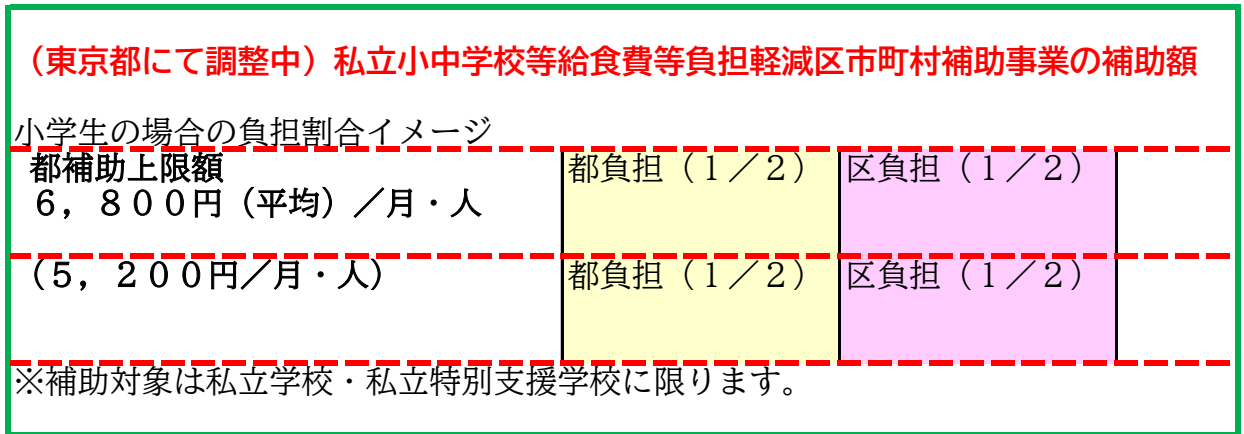 （東京都にて調整中）私立小中学校等給食費等負担軽減区市町村補助事業の補助額
小学生の場合の負担割合イメージ
都補助上限額 都負担（１／２） 区負担（１／２）
６，８００円（平均）／月・人
（５，２００円／月・人） 都負担（１／２） 区負担（１／２）
※補助対象は私立学校・私立特別支援学校に限ります。